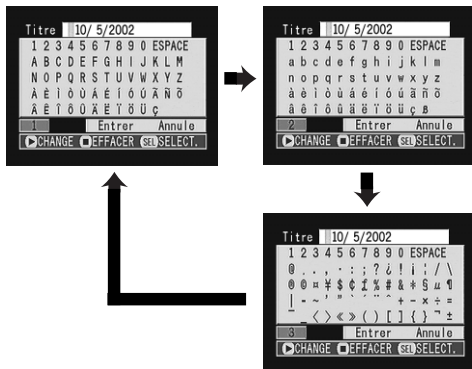 Titre 10/ 5/2002
1 2 3 4 5 6 7 8 9 0 ESPACE
A B C D E F G H I J K L M
N O P Q R S T U V W X Y Z
À È Ì Ò Ù Á É Í Ó Ú Ã Ñ Õ
Â Ê Î Ô Û Ä Ë Ï Ö Ü Ç
1 Entrer Annule
CHANGE EFFACER SEL SELECT.
Titre 10/ 5/2002
1 2 3 4 5 6 7 8 9 0 ESPACE
a b c d e f g h i j k l m
n o p q r s t u v w x y z
à è ì ò ù á é í ó ú ã ñ õ
â ê î ô û ä ë ï ö ü ç ß
2 Entrer Annule
CHANGE EFFACER SEL SELECT.
Titre 10/ 5/2002
1 2 3 4 5 6 7 8 9 0 ESPACE
@ . , · : ; ? ¿ ! ¡ ¦ / \
® © ¤ ¥ $ ¢ £ % # & * § µ ¶
| - ~ + − × ÷ =
_ < > « » ( ) [ ] { } ±
3 Entrer Annule
CHANGE EFFACER SEL SELECT.